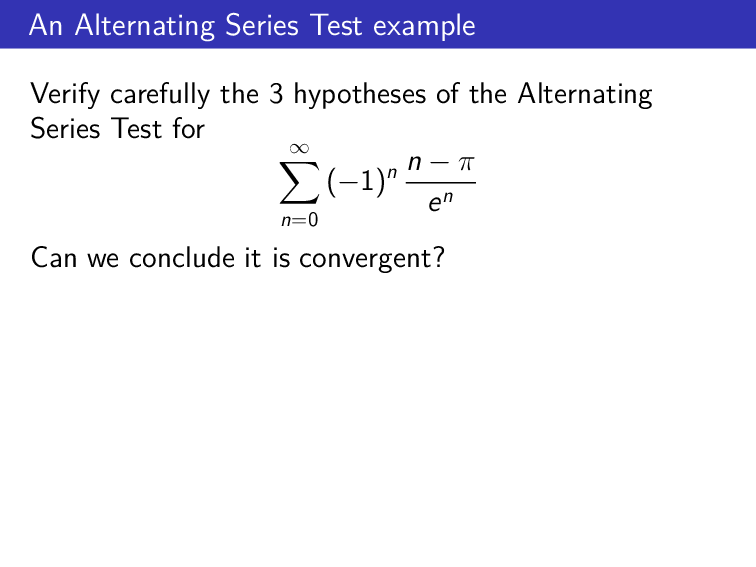 An Alternating Series Test example
Verify carefully the 3 hypotheses of the Alternating
Series Test for
$$\sum_{n=0}^{\infty} (-1)^n \frac{n - \pi}{e^n}$$
Can we conclude it is convergent?